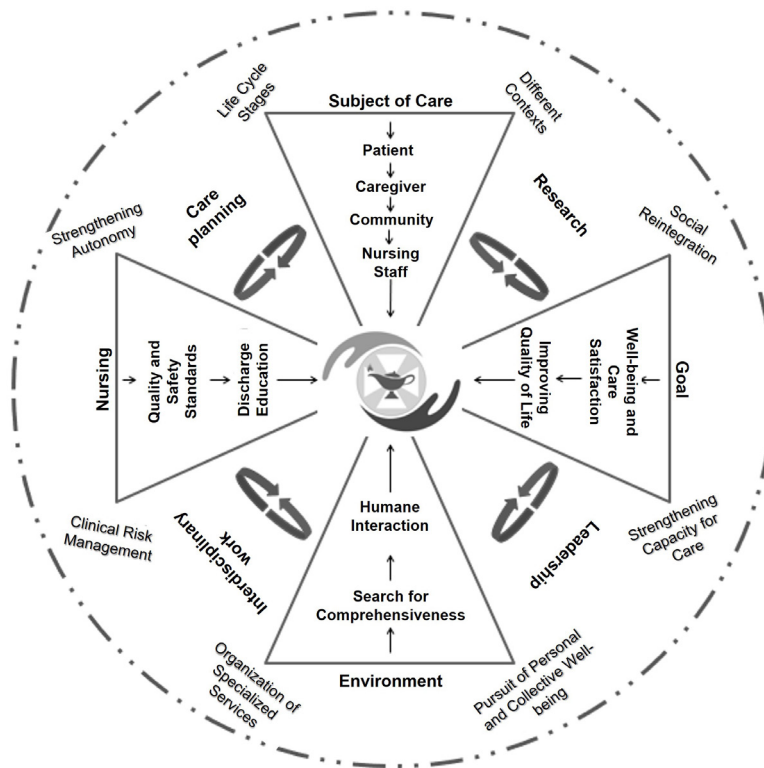 Life Cycle
Stages
Subject of Care
Different
Contexts
Patient
Caregiver
Community
Nursing
Staff
Care
planning
Research
Strengthening
Autonomy
Social
Reintegration
Nursing
Quality and
Safety
Standards
Discharge
Education
Improving
Quality of Life
Well-being and
Care
Satisfaction
Goal
Clinical Risk
Management
Interdisciplinary
work
Humane
Interaction
Leadership
Strengthening
Capacity for
Care
Search for
Comprehensiveness
Organization of
Specialized
Services
Environment
Pursuit of Personal
and Collective Well-
being